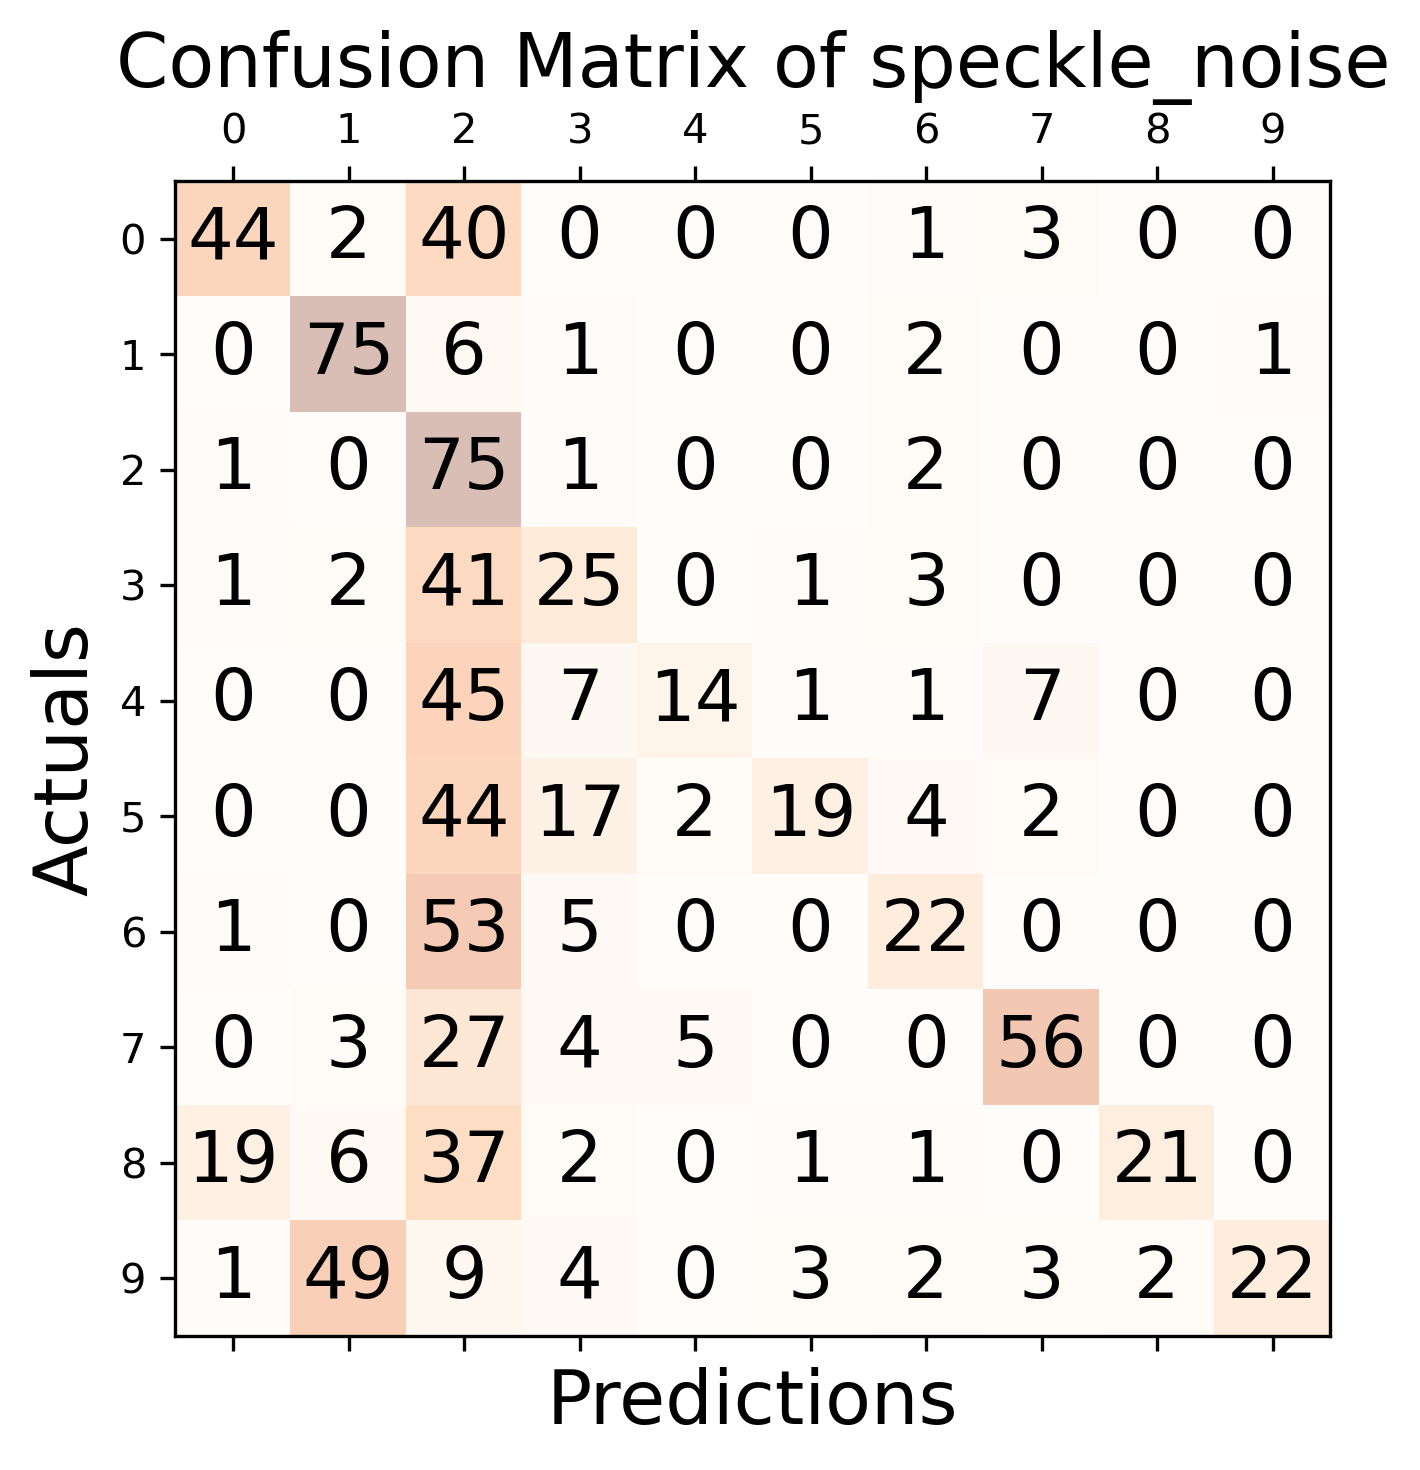 Confusion Matrix of speckle_noise
0 1 2 3 4 5 6 7 8 9
0 44 2 40 0 0 0 1 3 0 0
1 0 75 6 1 0 0 2 0 0 1
2 1 0 75 1 0 0 2 0 0 0
3 1 2 41 25 0 1 3 0 0 0
4 0 0 45 7 14 1 1 7 0 0
5 0 0 44 17 2 19 4 2 0 0
6 1 0 53 5 0 0 22 0 0 0
7 0 3 27 4 5 0 0 56 0 0
8 19 6 37 2 0 1 1 0 21 0
9 1 49 9 4 0 3 2 3 2 22
Actuals
Predictions